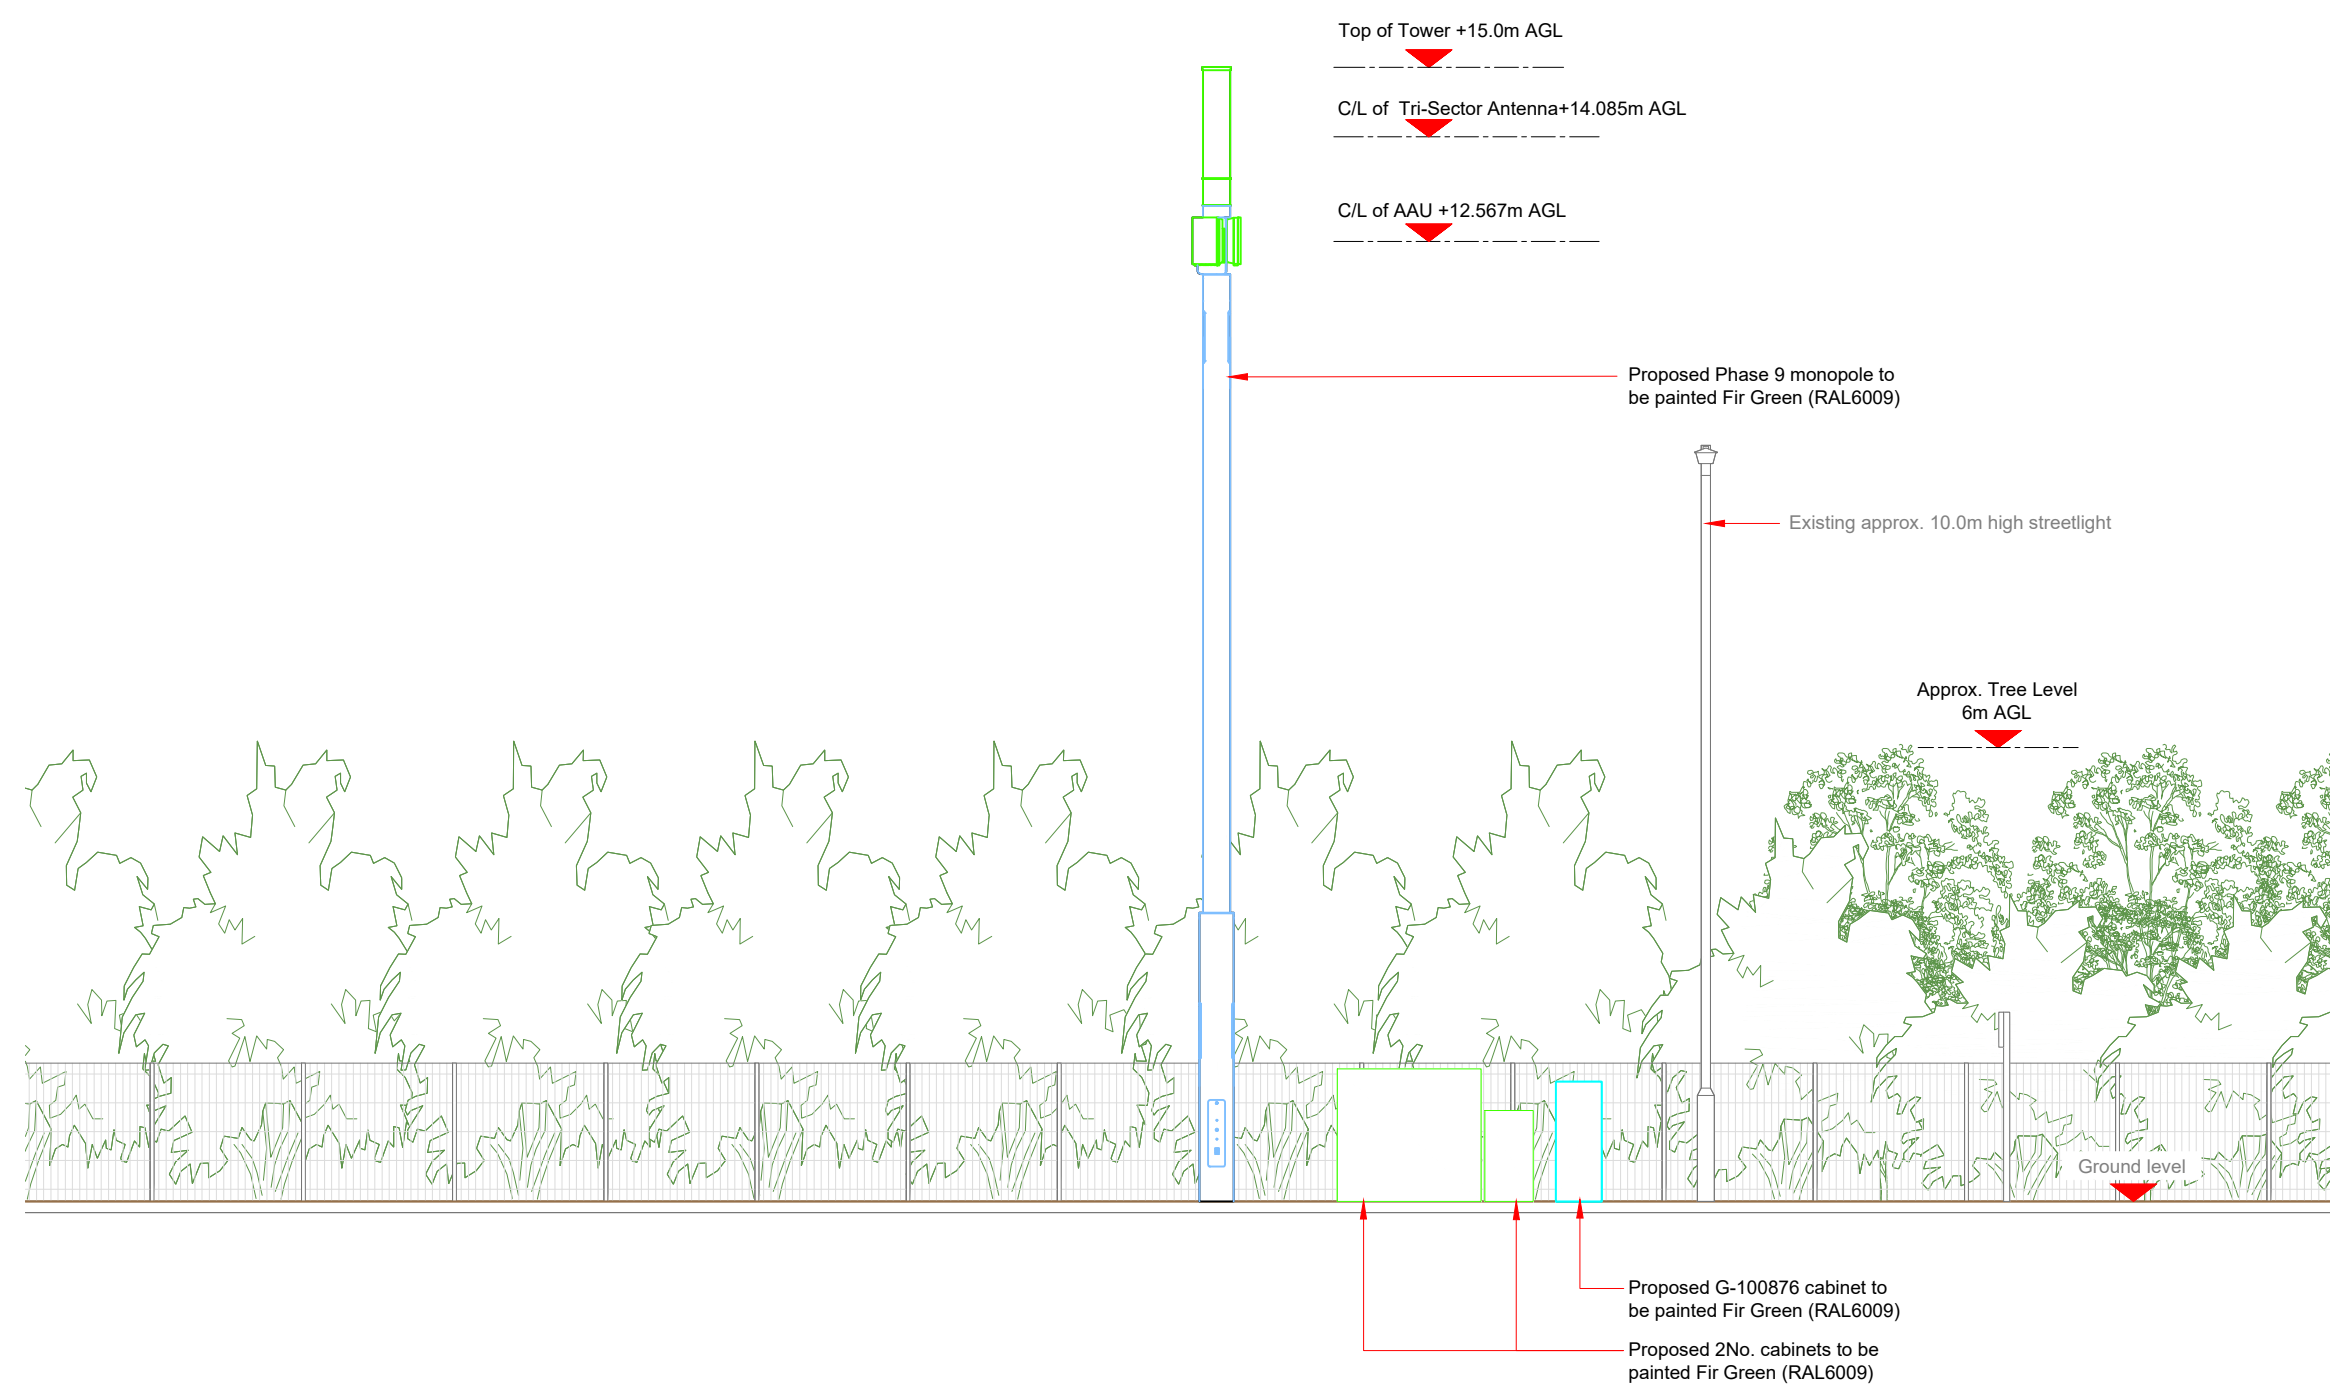 Top of Tower +15.0m AGL
C/L of  Tri-Sector Antenna+14.085m AGL
C/L of AAU +12.567m AGL
Proposed Phase 9 monopole to
be painted Fir Green (RAL6009)
Existing approx. 10.0m high streetlight
Approx. Tree Level
6m AGL
Ground level
Proposed G-100876 cabinet to
be painted Fir Green (RAL6009)
Proposed 2No. cabinets to be
painted Fir Green (RAL6009)